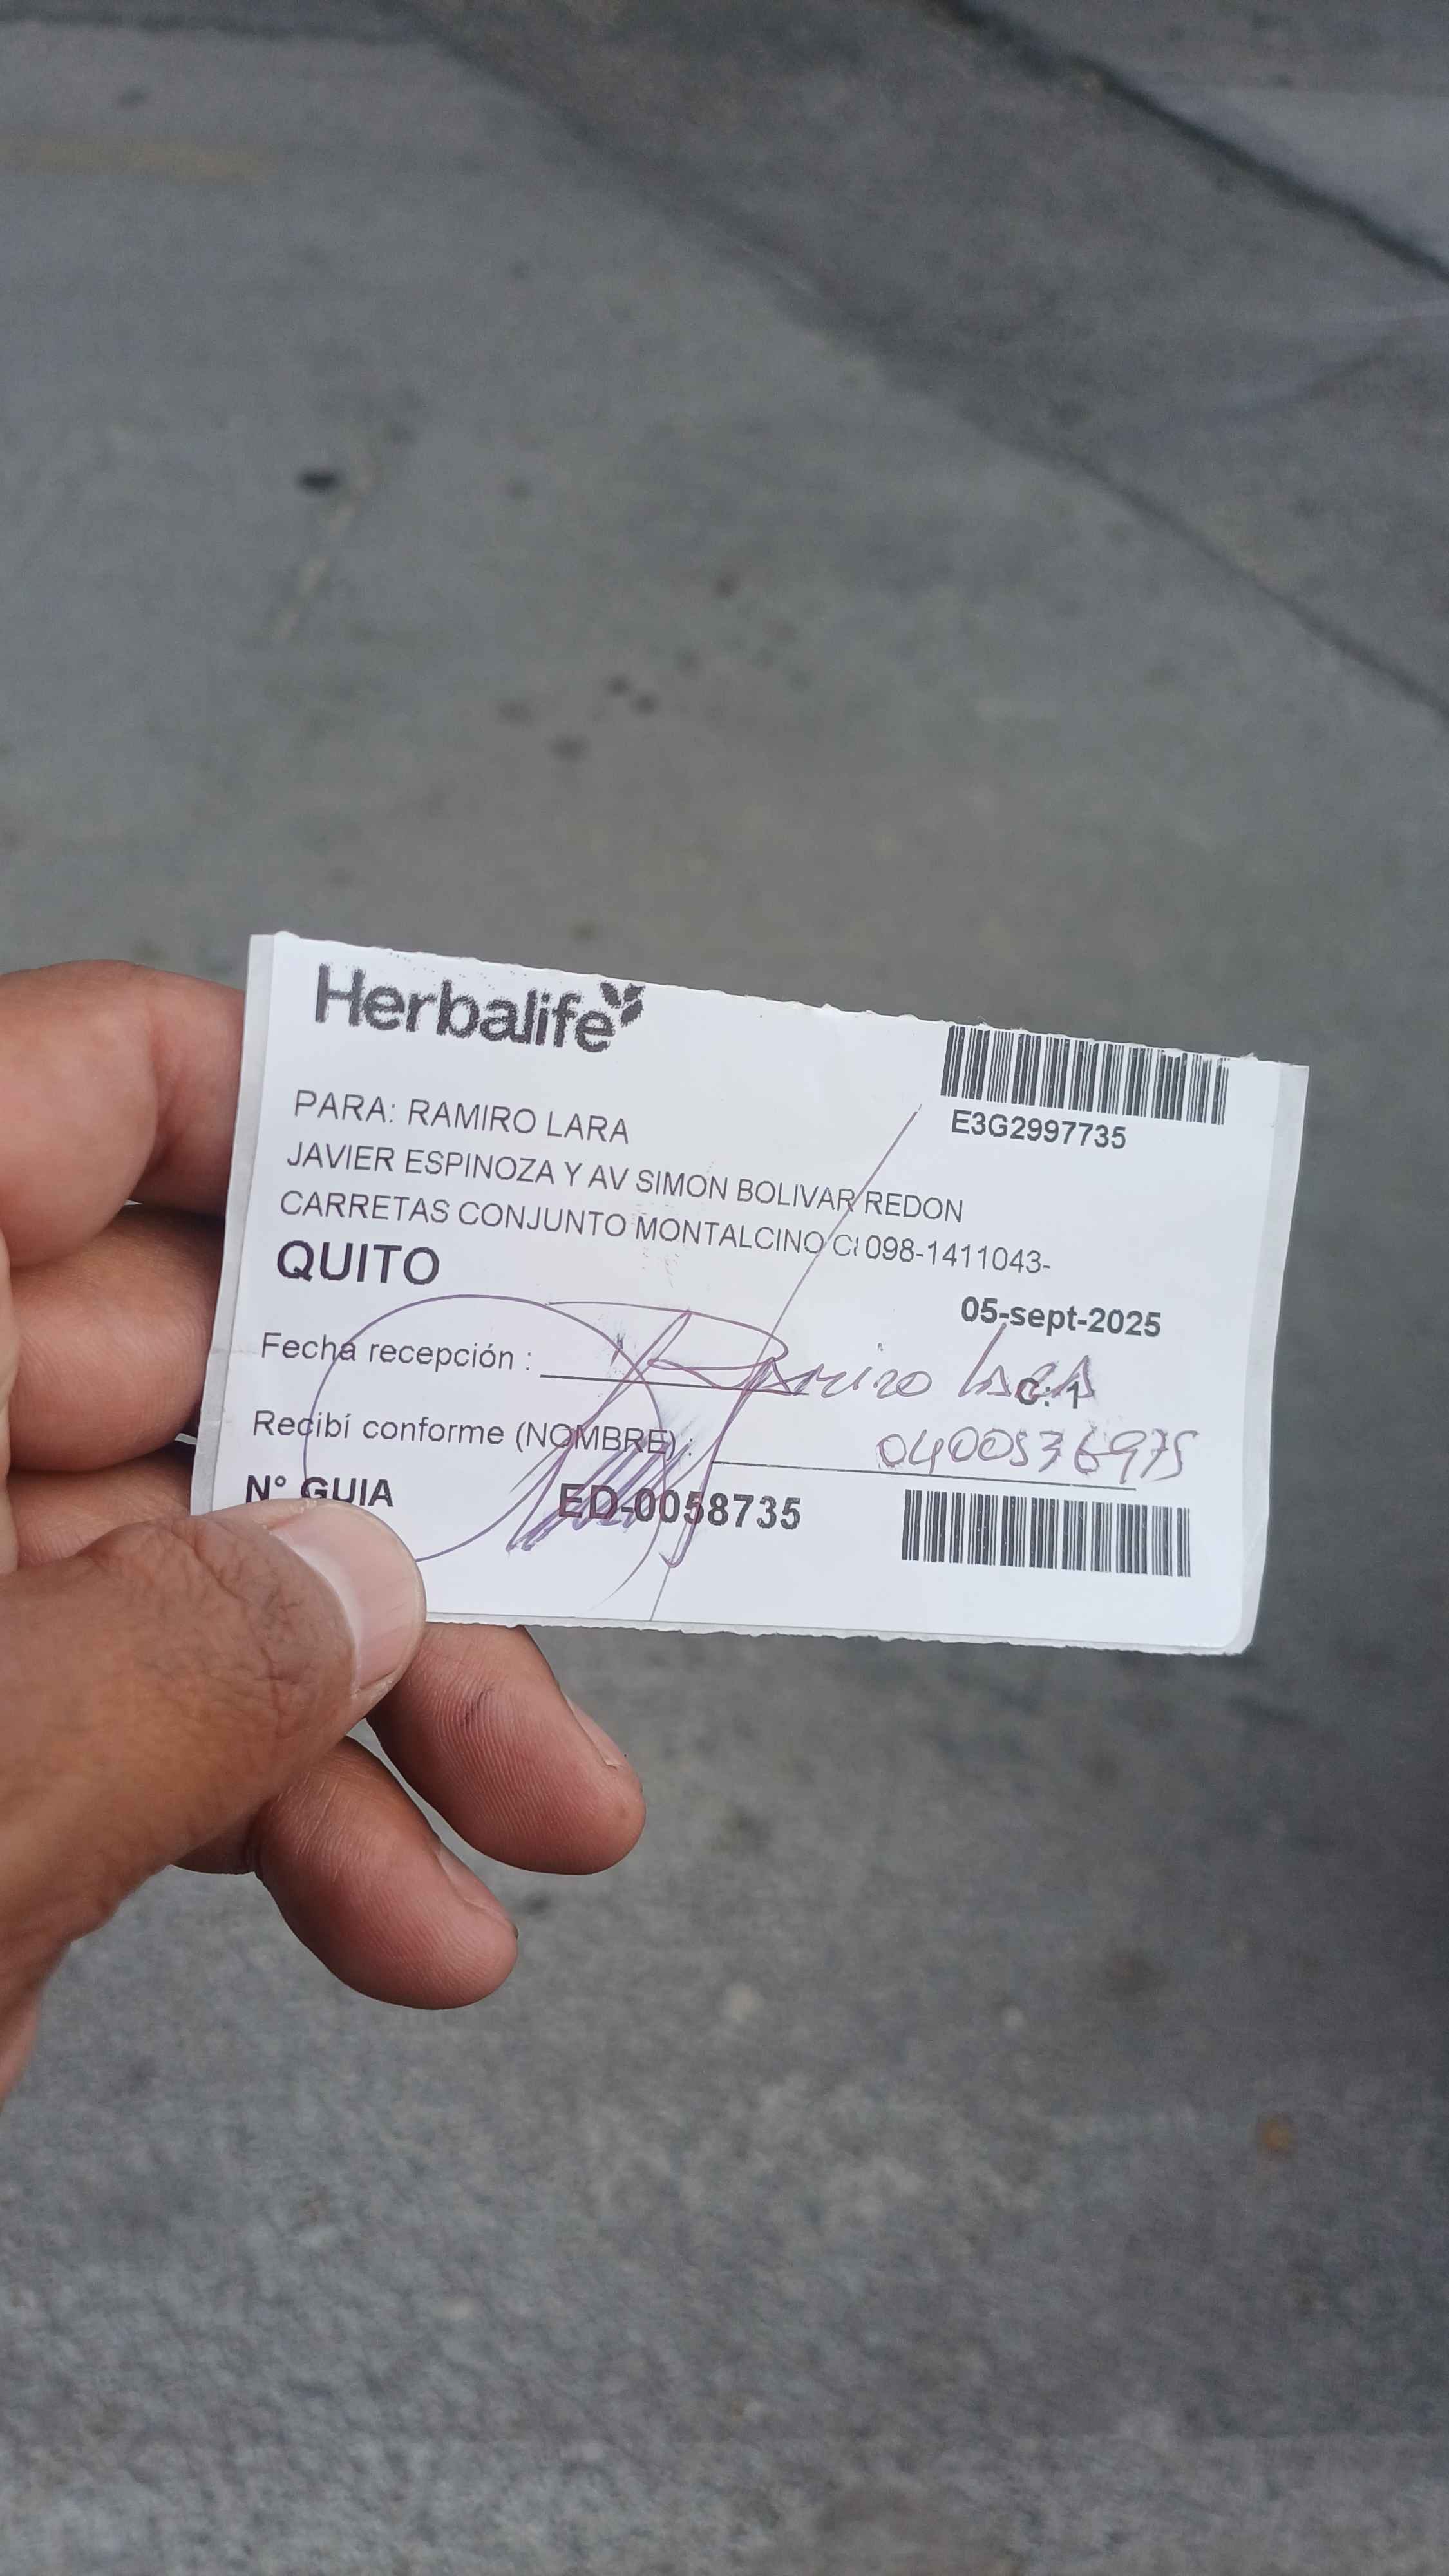 Herbalife
E3G2997735
PARA: RAMIRO LARA
JAVIER ESPINOZA Y AV SIMON BOLIVAR REDON
CARRETAS CONJUNTO MONTALCINO 098-1411043-
QUITO
05-sept-2025
Fecha recepción :
Ramiro Lara
C: 1
Recibí conforme (NOMBRE) :
0400536975
N° GUIA ED-0058735